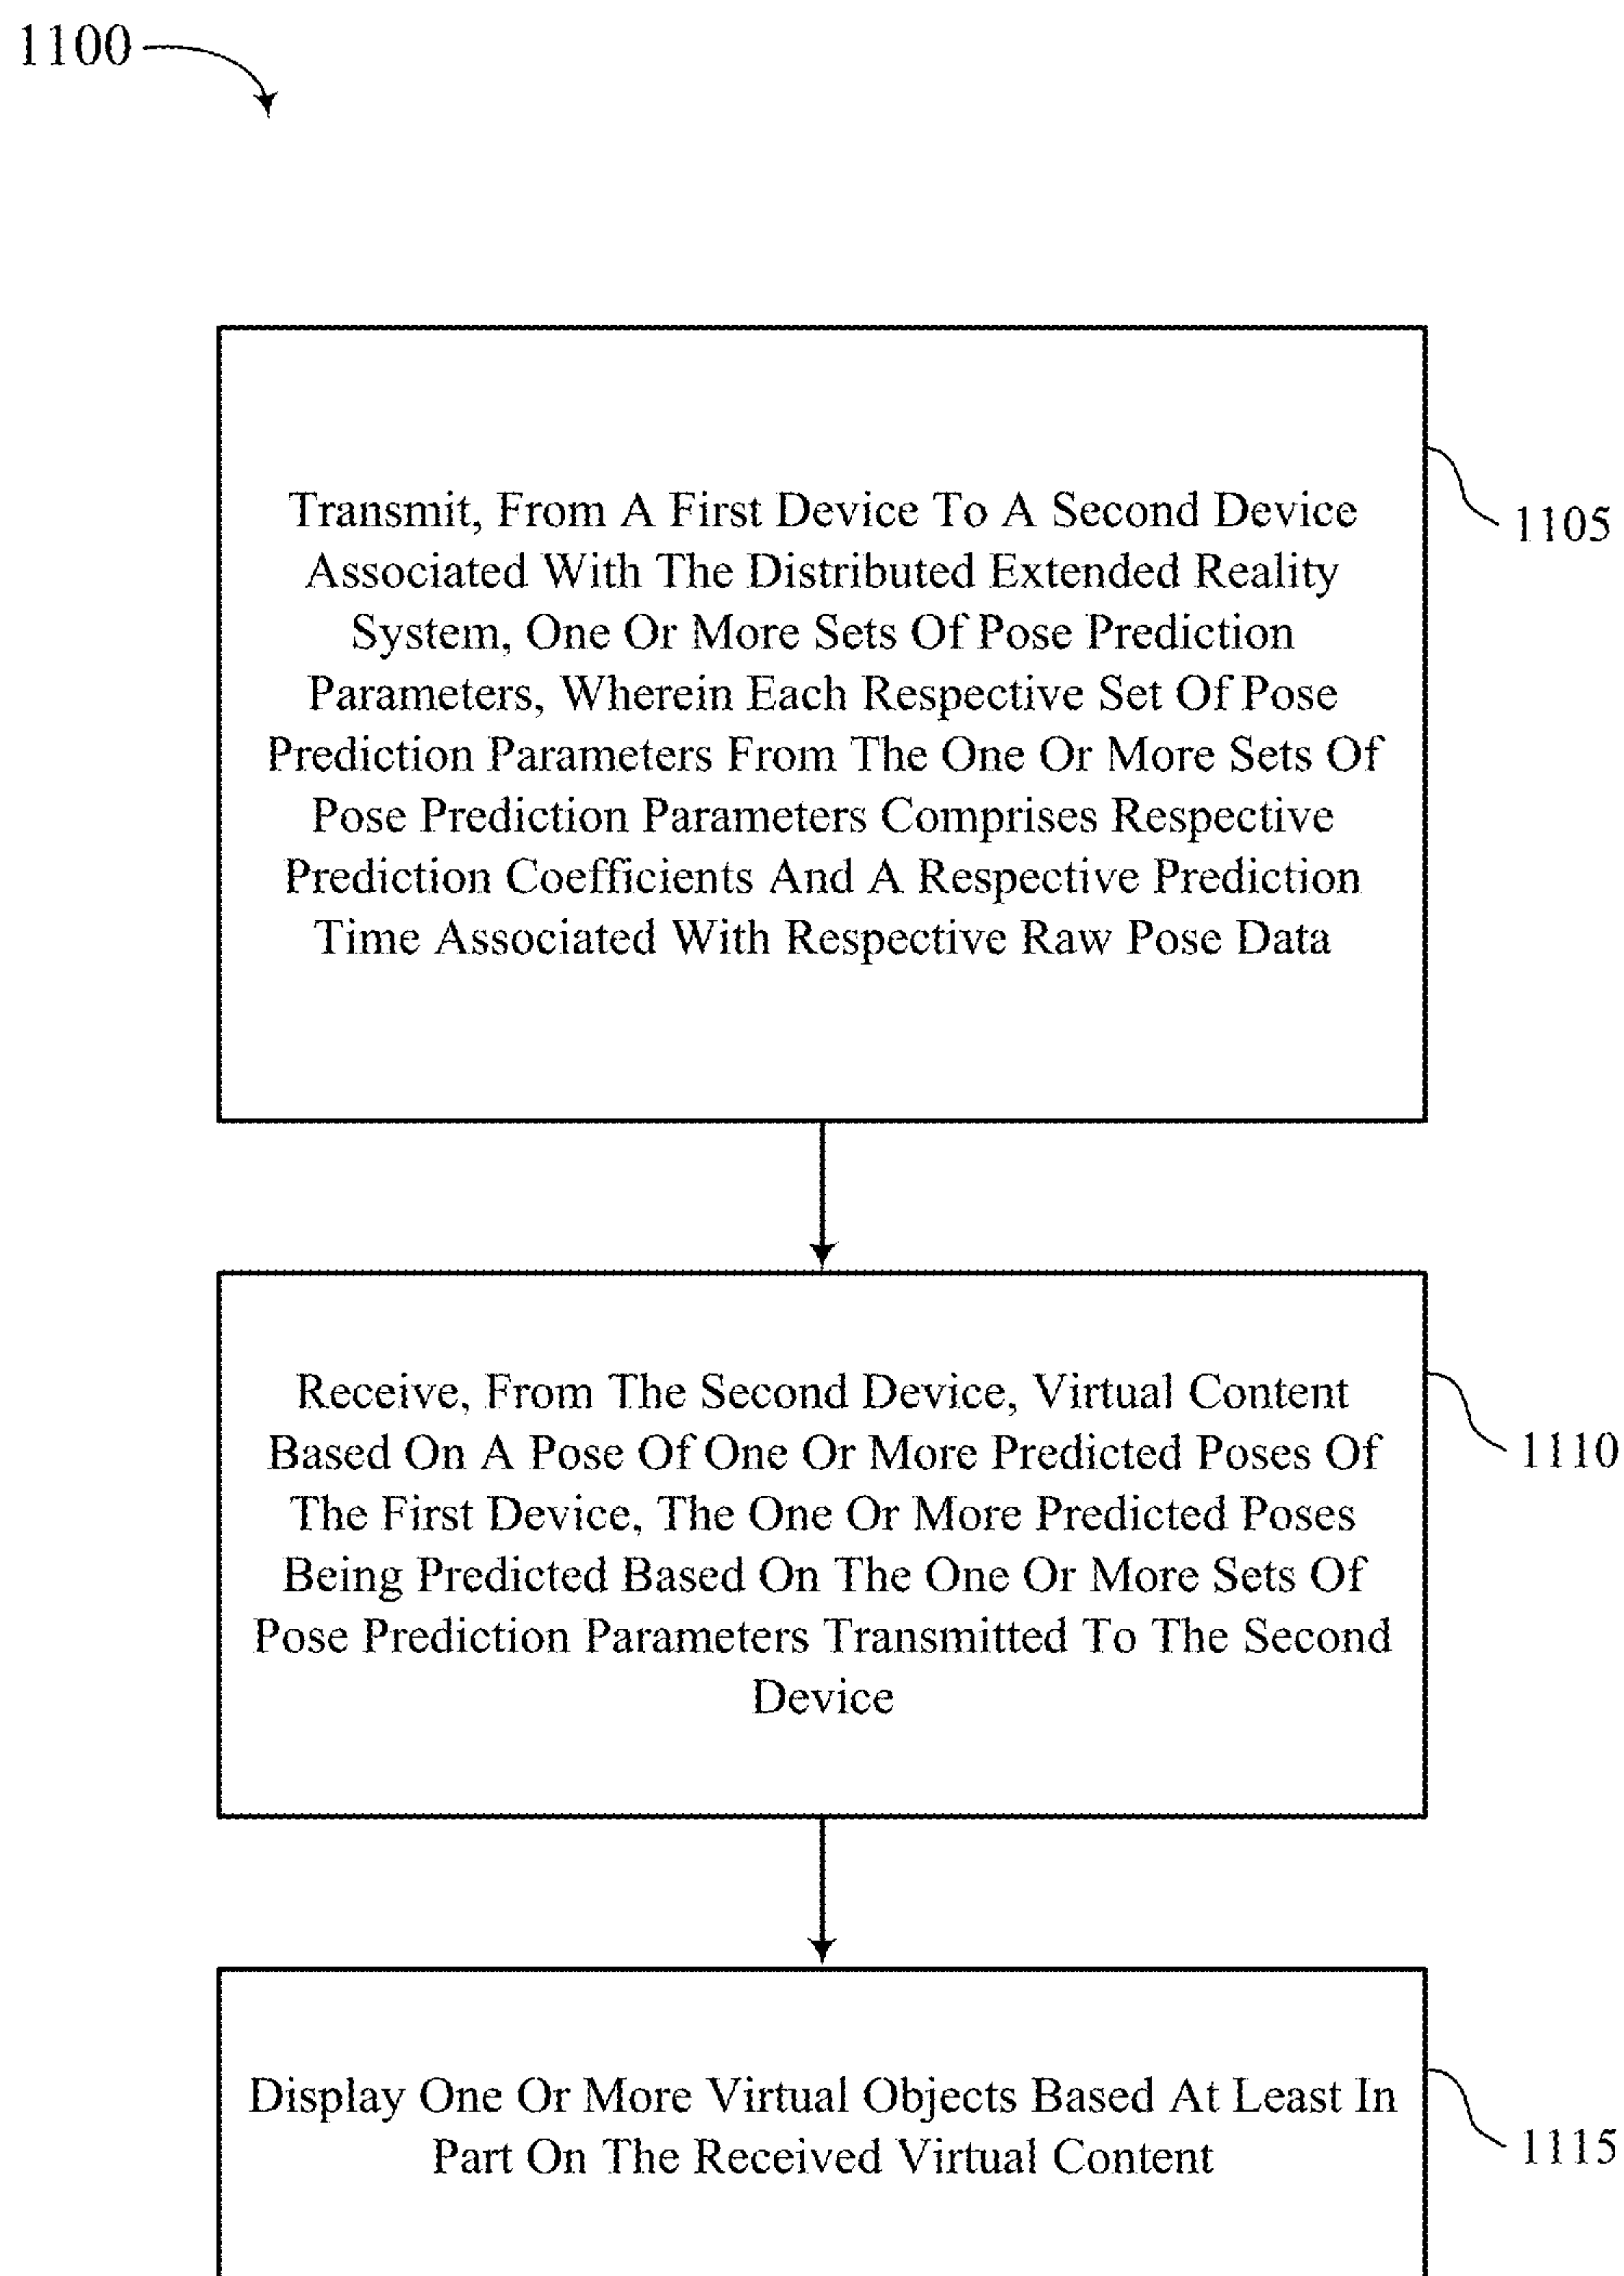 1100
Transmit, From A First Device To A Second Device
Associated With The Distributed Extended Reality
System, One Or More Sets Of Pose Prediction
Parameters, Wherein Each Respective Set Of Pose
Prediction Parameters From The One Or More Sets Of
Pose Prediction Parameters Comprises Respective
Prediction Coefficients And A Respective Prediction
Time Associated With Respective Raw Pose Data
1105
Receive, From The Second Device, Virtual Content
Based On A Pose Of One Or More Predicted Poses Of
The First Device, The One Or More Predicted Poses
Being Predicted Based On The One Or More Sets Of
Pose Prediction Parameters Transmitted To The Second
Device
1110
Display One Or More Virtual Objects Based At Least In
Part On The Received Virtual Content
1115